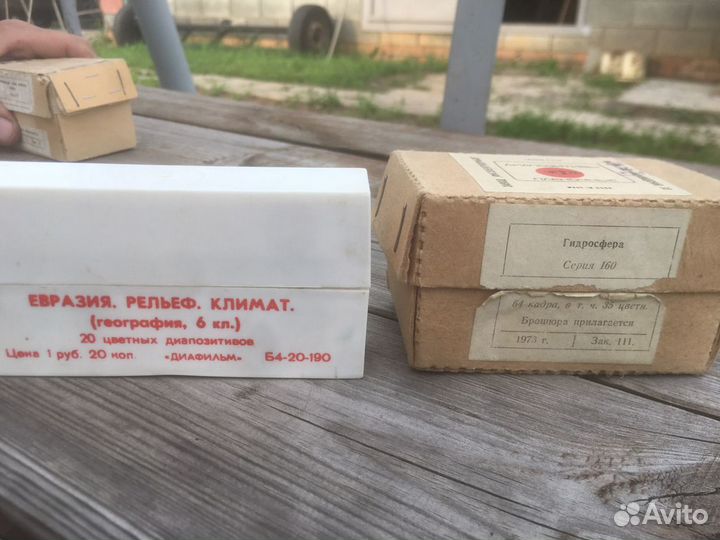 ЕВРАЗИЯ. РЕЛЬЕФ. КЛИМАТ.
(география, 6 кл.)
20 цветных диапозитивов
Цена 1 руб. 20 коп. «ДИАФИЛЬМ» Б4-20-190
Гидросфера
Серия 160
64 кадра, в т. ч. 35 цветн.
Брошюра прилагается
1973 г. Зак. 111.
Avito